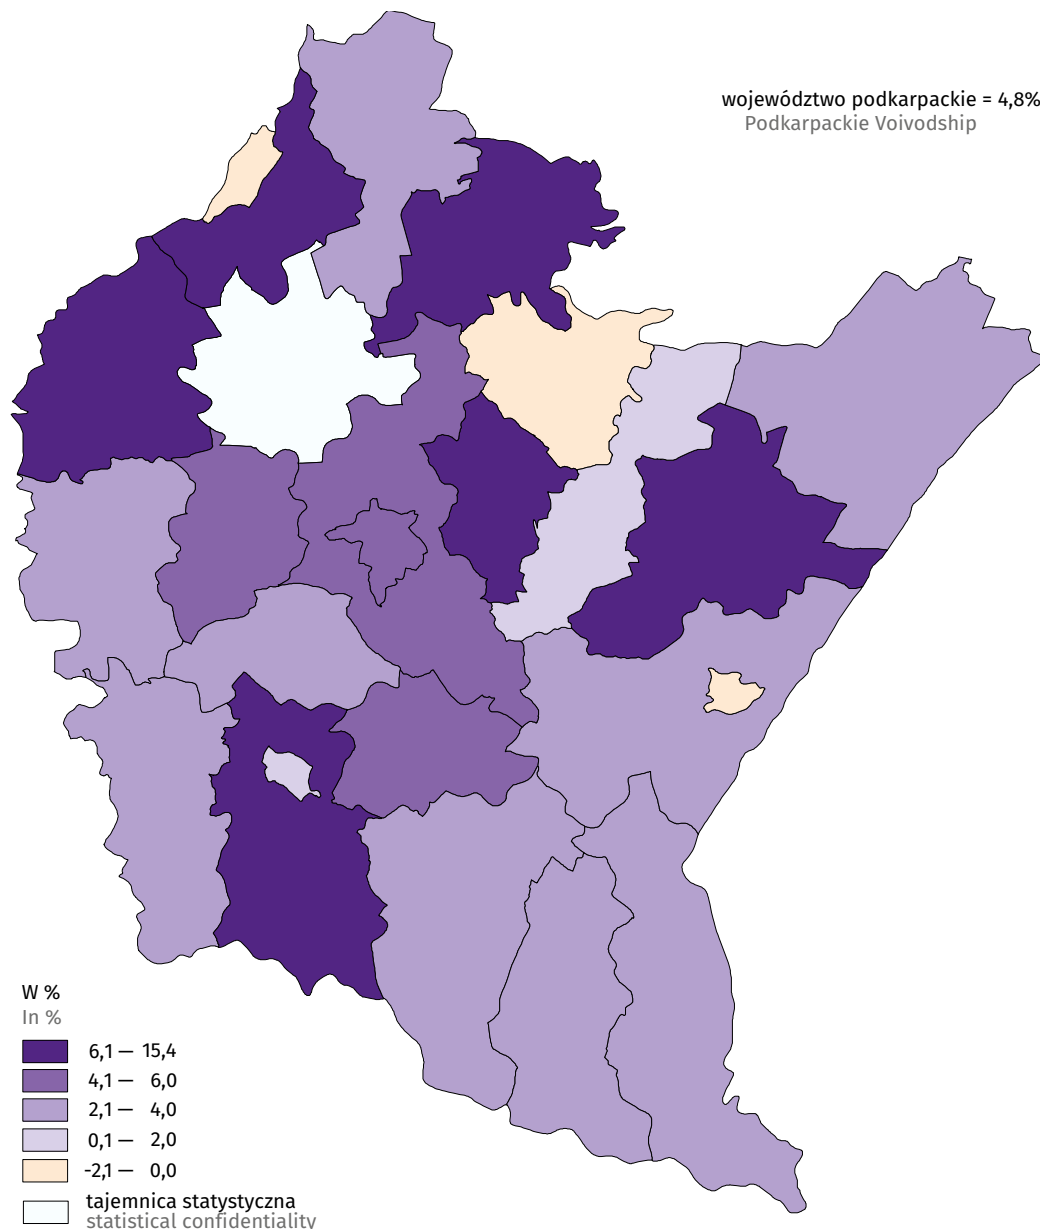 województwo podkarpackie = 4,8%
Podkarpackie Voivodship
W %
In %
6,1 — 15,4
4,1 — 6,0
2,1 — 4,0
0,1 — 2,0
-2,1 — 0,0
tajemnica statystyczna
statistical confidentiality